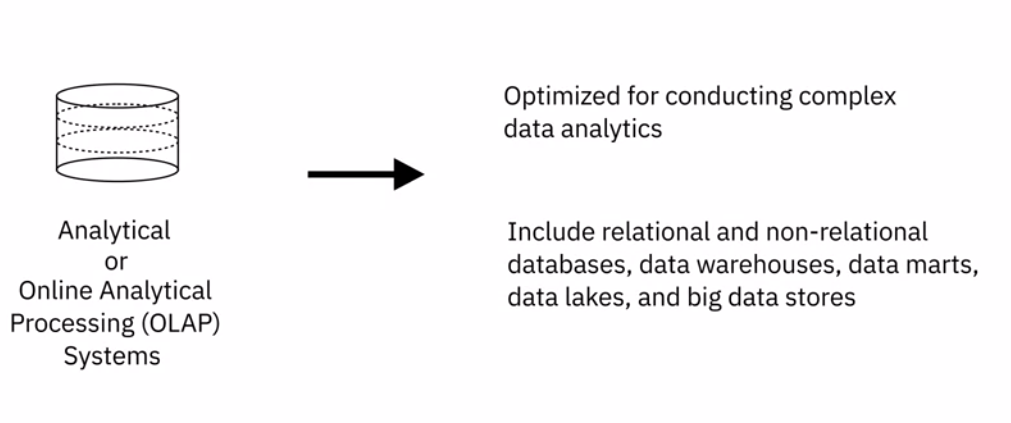 Analytical
or
Online Analytical
Processing (OLAP)
Systems
Optimized for conducting complex
data analytics
Include relational and non-relational
databases, data warehouses, data marts,
data lakes, and big data stores